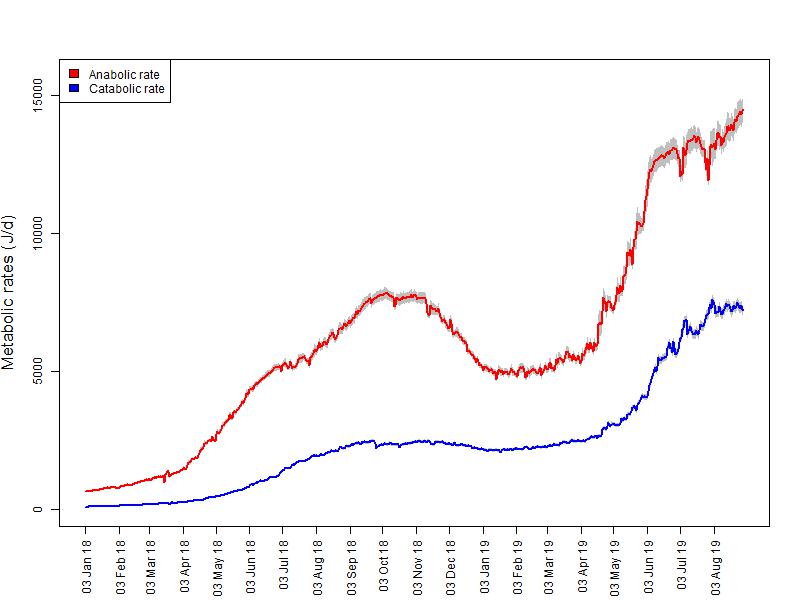 Anabolic rate
Catabolic rate
Metabolic rates (J/d)
15000
10000
5000
0
03 Jan 18
03 Feb 18
03 Mar 18
03 Apr 18
03 May 18
03 Jun 18
03 Jul 18
03 Aug 18
03 Sep 18
03 Oct 18
03 Nov 18
03 Dec 18
03 Jan 19
03 Feb 19
03 Mar 19
03 Apr 19
03 May 19
03 Jun 19
03 Jul 19
03 Aug 19